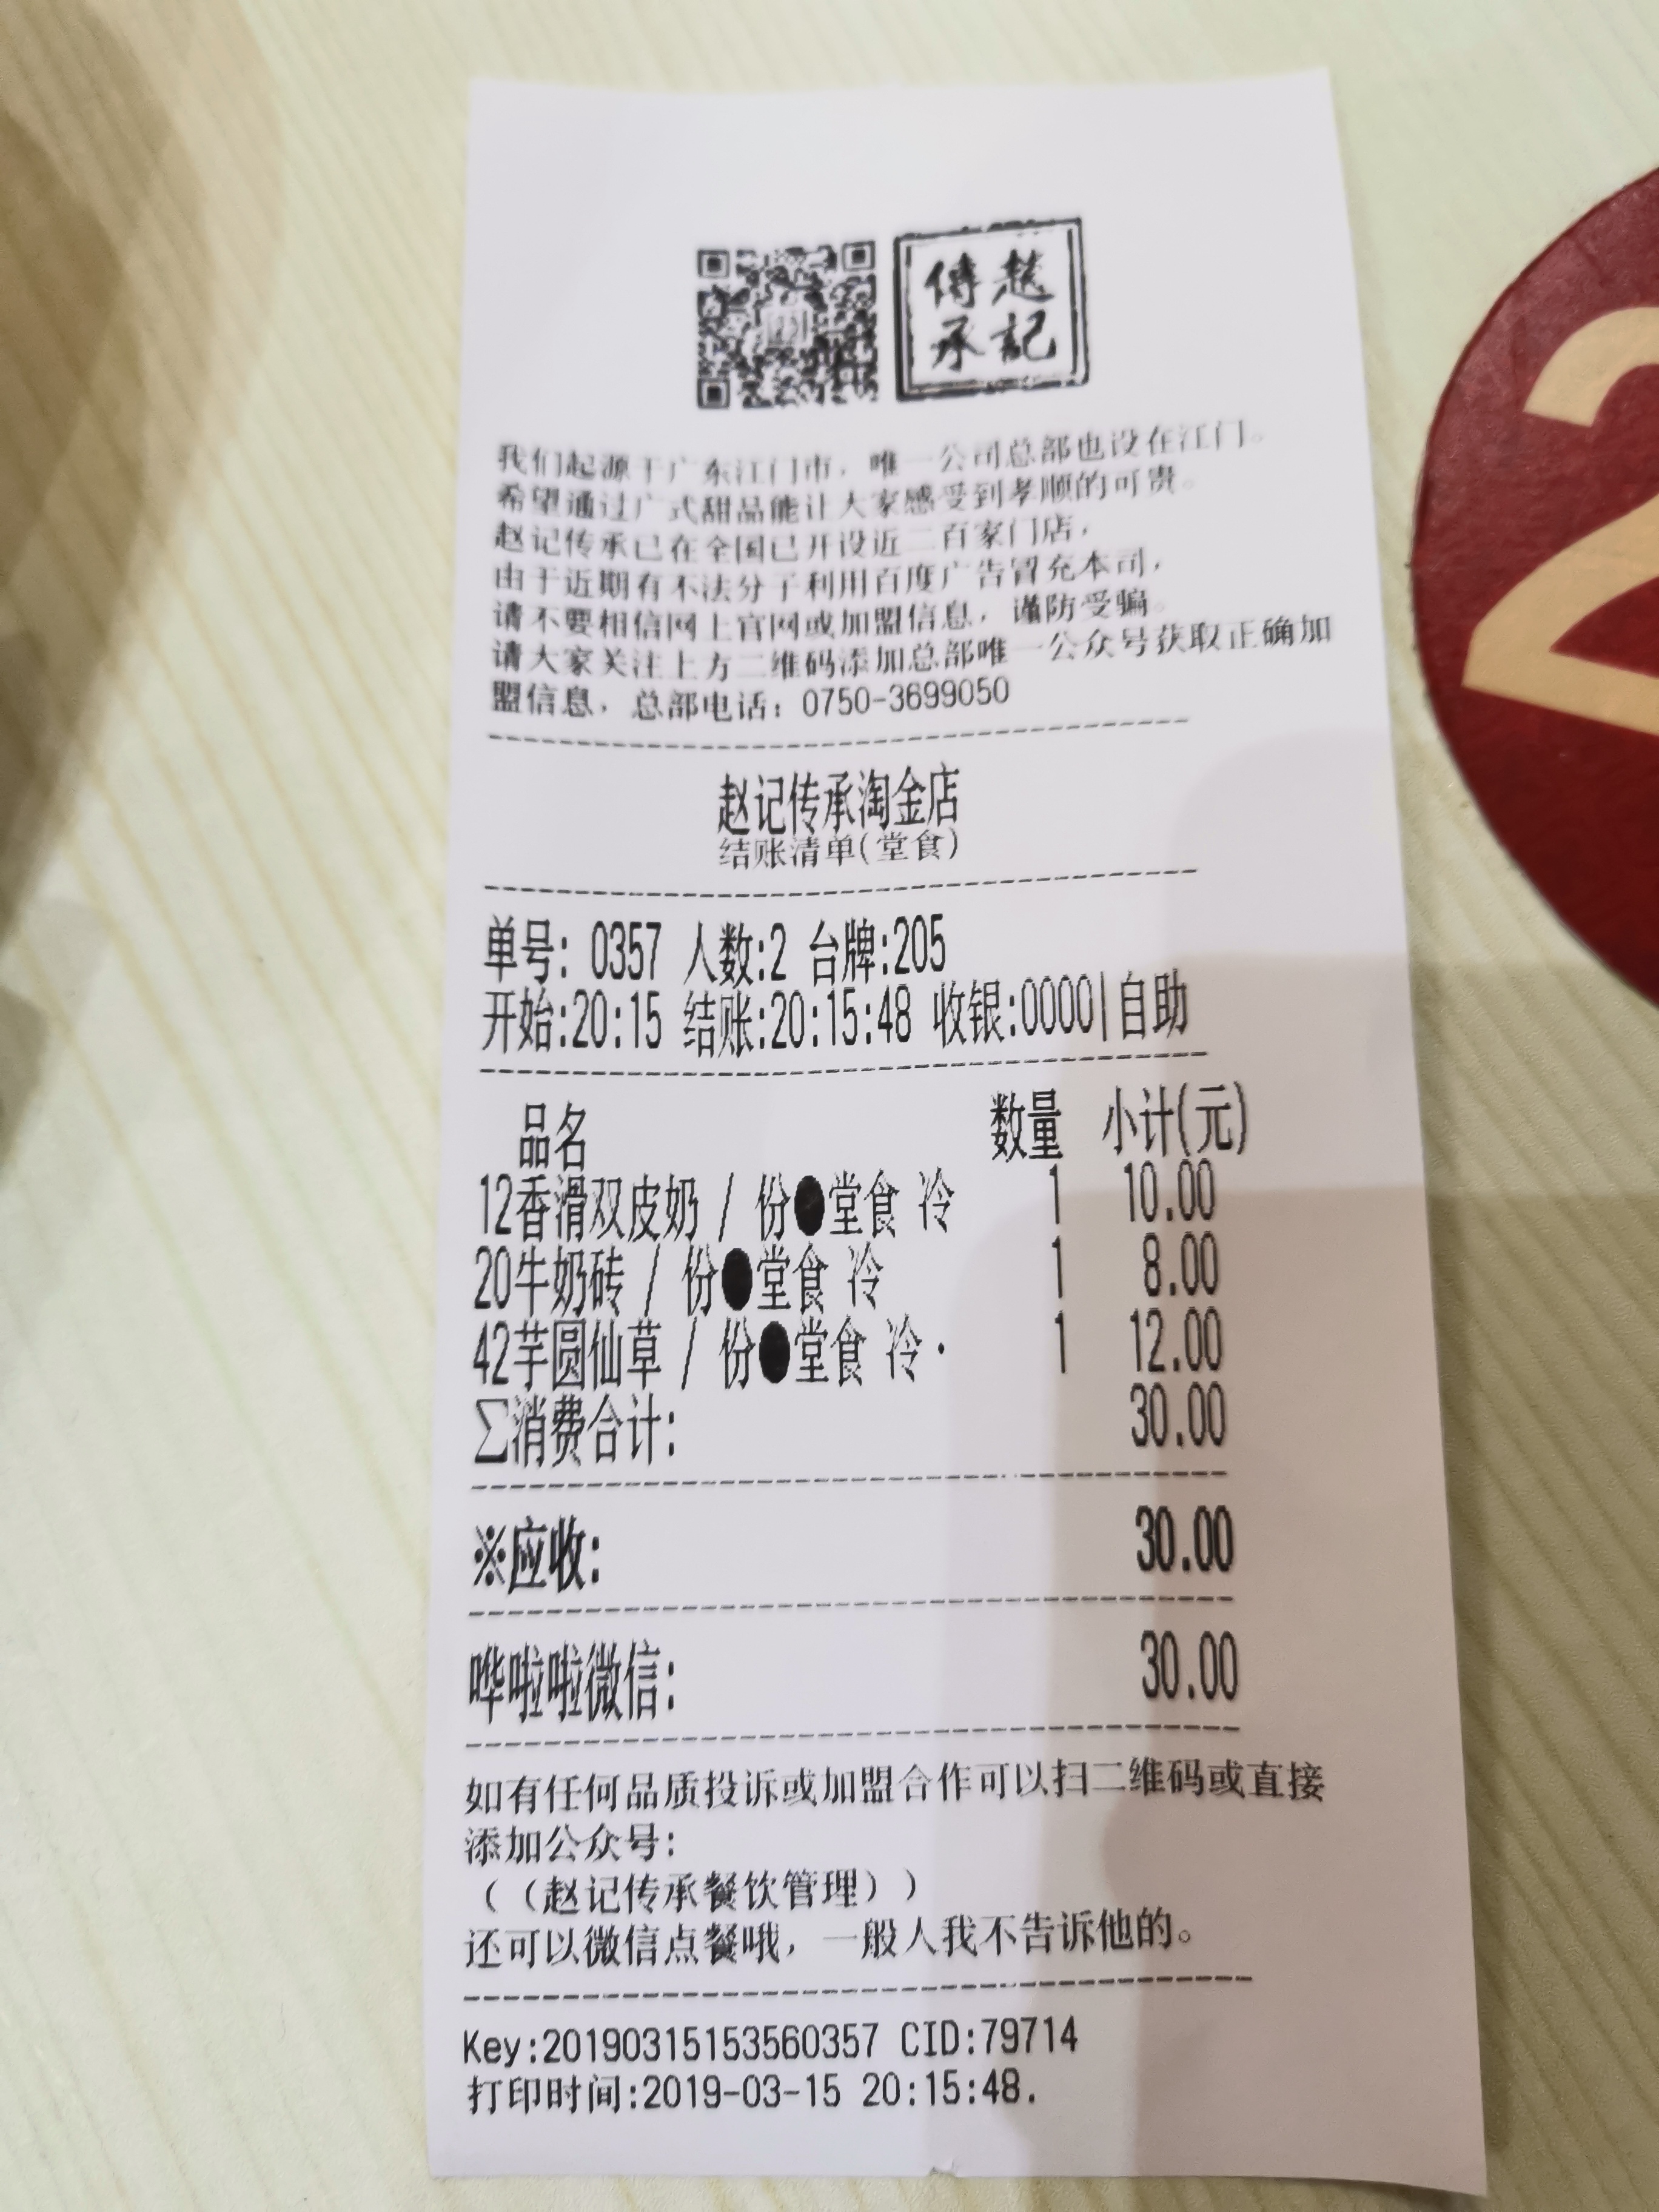 趙記
傳承
我们起源于广东江门市，唯一公司总部也设在江门。
希望通过广式甜品能让大家感受到孝顺的可贵。
赵记传承已在全国已开设近二百家门店，
由于近期有不法分子利用百度广告冒充本司，
请不要相信网上官网或加盟信息，谨防受骗。
请大家关注上方二维码添加总部唯一公众号获取正确加
盟信息，总部电话：0750-3699050
赵记传承淘金店
结账清单(堂食)
单号: 0357 人数:2 台牌:205
开始:20:15 结账:20:15:48 收银:0000|自助
品名 数量 小计(元)
12香滑双皮奶 / 份●堂食 冷 1 10.00
20牛奶砖 / 份●堂食 冷 1 8.00
42芋圆仙草 / 份●堂食 冷· 1 12.00
∑消费合计: 30.00
※应收: 30.00
哗啦啦微信: 30.00
如有任何品质投诉或加盟合作可以扫二维码或直接
添加公众号:
（（赵记传承餐饮管理））
还可以微信点餐哦，一般人我不告诉他的。
Key:20190315153560357 CID:79714
打印时间:2019-03-15 20:15:48.
2